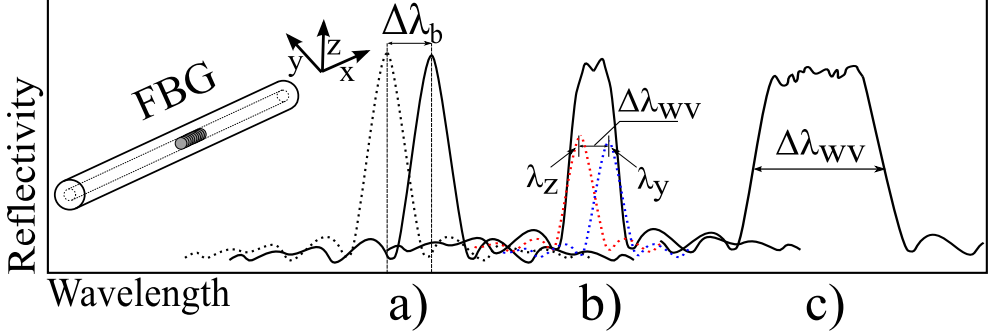 Δλb
z
y
x
FBG
ΔλWV
λz
λy
ΔλWV
Reflectivity
Wavelength
a)
b)
c)